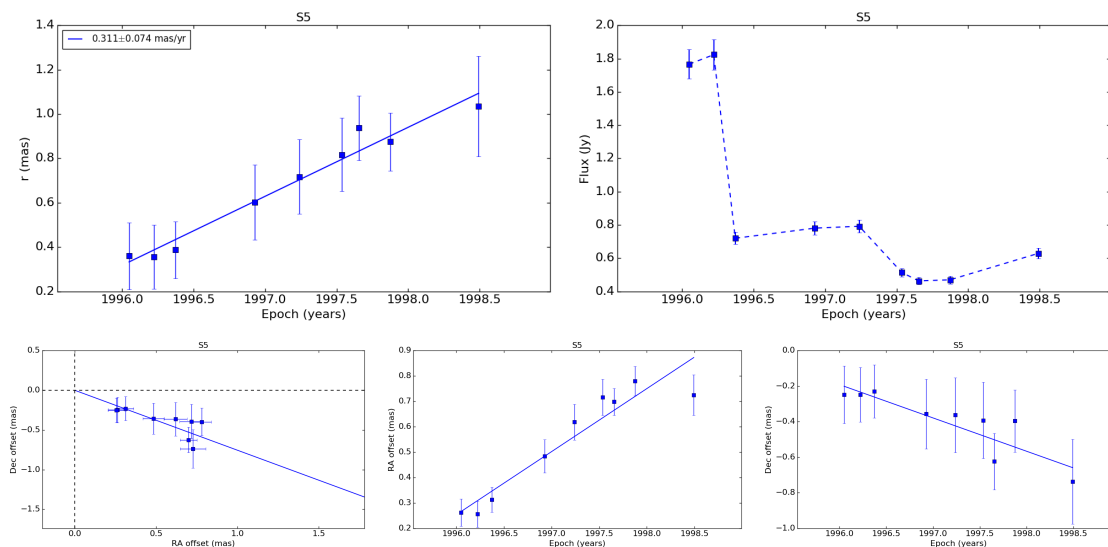 S5
1.4
1.2
1.0
0.8
0.6
0.4
0.2
r (mas)
0.311±0.074 mas/yr
1996.0 1996.5 1997.0 1997.5 1998.0 1998.5
Epoch (years)
S5
2.0
1.8
1.6
1.4
1.2
1.0
0.8
0.6
0.4
Flux (Jy)
1996.0 1996.5 1997.0 1997.5 1998.0 1998.5
Epoch (years)
S5
0.5
0.0
−0.5
−1.0
−1.5
Dec offset (mas)
0.0 0.5 1.0 1.5
RA offset (mas)
S5
0.9
0.8
0.7
0.6
0.5
0.4
0.3
0.2
RA offset (mas)
1996.0 1996.5 1997.0 1997.5 1998.0 1998.5
Epoch (years)
S5
0.0
−0.2
−0.4
−0.6
−0.8
−1.0
Dec offset (mas)
1996.0 1996.5 1997.0 1997.5 1998.0 1998.5
Epoch (years)